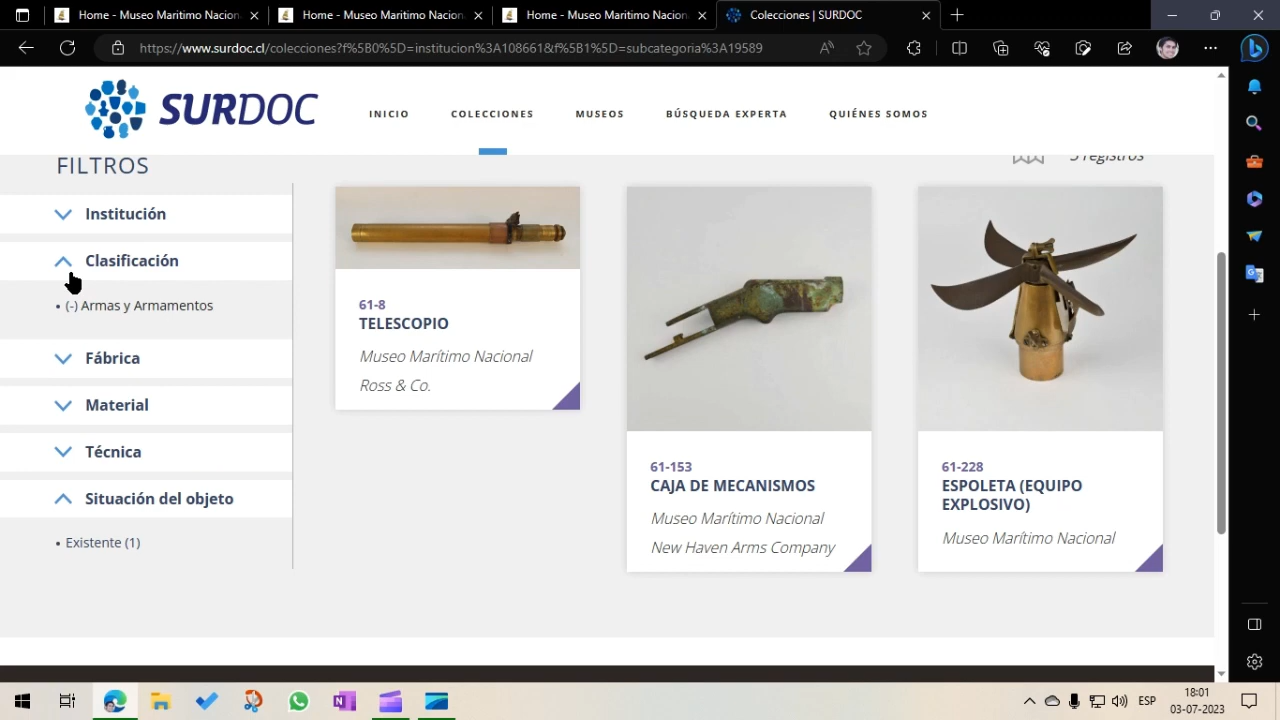 Home - Museo Maritimo Nacion
Home - Museo Maritimo Nacion
Home - Museo Maritimo Nacion
Colecciones | SURDOC
https://www.surdoc.cl/colecciones?f%5B0%5D=institucion%3A108661&f%5B1%5D=subcategoria%3A19589
SURDOC
INICIO
COLECCIONES
MUSEOS
BÚSQUEDA EXPERTA
QUIÉNES SOMOS
FILTROS
3 registros
Institución
Clasificación
(-) Armas y Armamentos
Fábrica
Material
Técnica
Situación del objeto
Existente (1)
61-8
TELESCOPIO
Museo Marítimo Nacional
Ross & Co.
61-153
CAJA DE MECANISMOS
Museo Marítimo Nacional
New Haven Arms Company
61-228
ESPOLETA (EQUIPO
EXPLOSIVO)
Museo Marítimo Nacional
ESP
18:01
03-07-2023